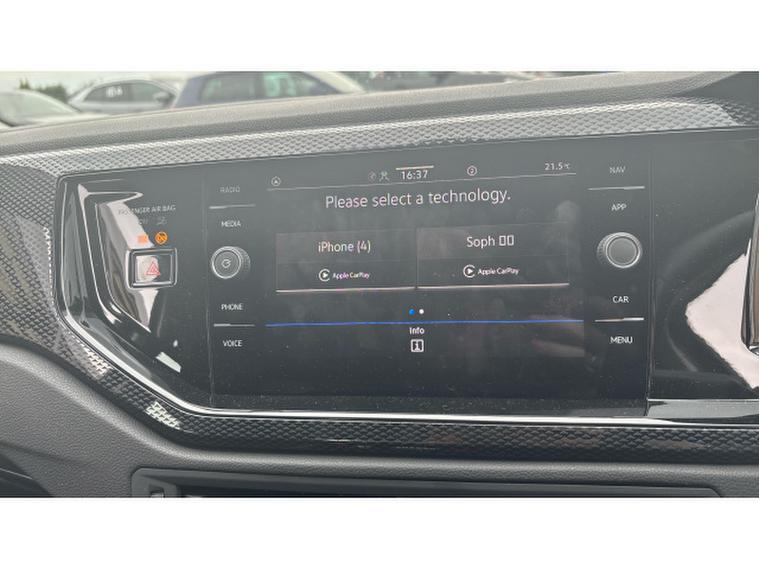 RADIO
MEDIA
PHONE
VOICE
PASSENGER AIR BAG
16:37
2
21.5°C
Please select a technology.
iPhone (4)
Apple CarPlay
Soph
Apple CarPlay
Info
NAV
APP
CAR
MENU